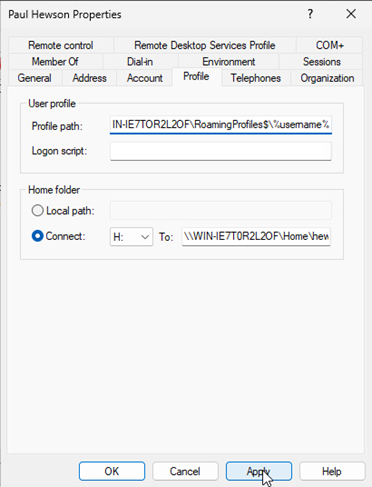 Paul Hewson Properties
Remote control Remote Desktop Services Profile COM+
Member Of Dial-in Environment Sessions
General Address Account Profile Telephones Organization
User profile
Profile path: IN-IE7TOR2L2OF\RoamingProfiles$\%username%
Logon script:
Home folder
Local path:
Connect: H: To: \\WIN-IE7T0R2L2OF\Home\hew
OK Cancel Apply Help